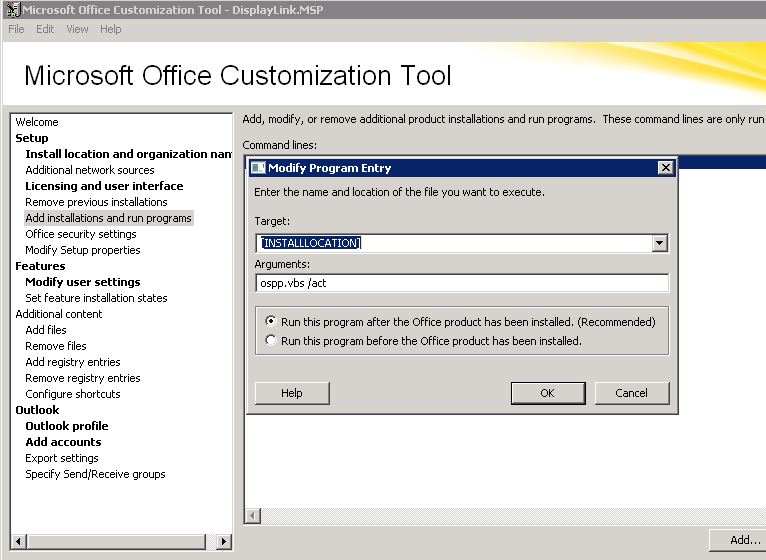 Microsoft Office Customization Tool - DisplayLink.MSP
File Edit View Help
Microsoft Office Customization Tool
Welcome
Setup
Install location and organization nan
Additional network sources
Licensing and user interface
Remove previous installations
Add installations and run programs
Office security settings
Modify Setup properties
Features
Modify user settings
Set feature installation states
Additional content
Add files
Remove files
Add registry entries
Remove registry entries
Configure shortcuts
Outlook
Outlook profile
Add accounts
Export settings
Specify Send/Receive groups
Add, modify, or remove additional product installations and run programs. These command lines are only run
Command lines:
Modify Program Entry
Enter the name and location of the file you want to execute.
Target:
[INSTALLLOCATION]
Arguments:
ospp.vbs /act
Run this program after the Office product has been installed. (Recommended)
Run this program before the Office product has been installed.
Help
OK
Cancel
Add...